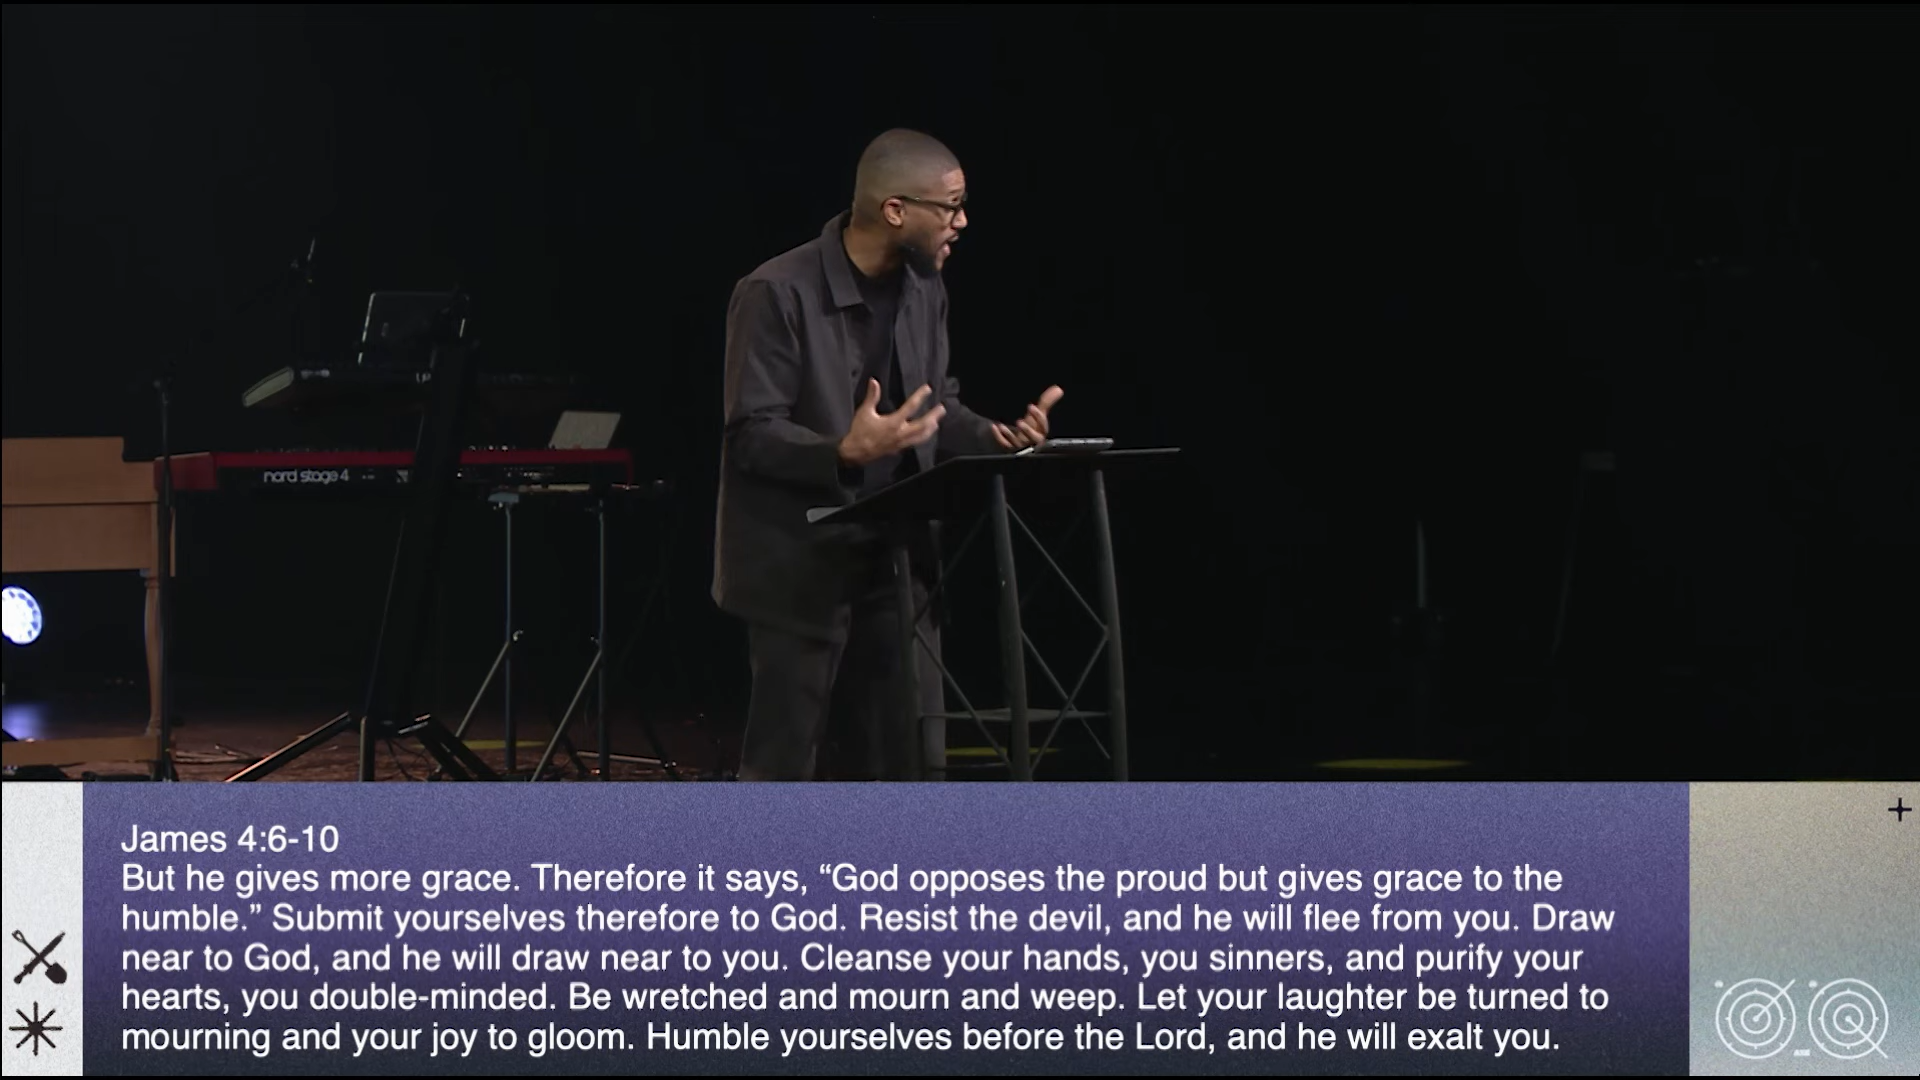 nord stage 4
James 4:6-10
But he gives more grace. Therefore it says, “God opposes the proud but gives grace to the
humble.” Submit yourselves therefore to God. Resist the devil, and he will flee from you. Draw
near to God, and he will draw near to you. Cleanse your hands, you sinners, and purify your
hearts, you double-minded. Be wretched and mourn and weep. Let your laughter be turned to
mourning and your joy to gloom. Humble yourselves before the Lord, and he will exalt you.